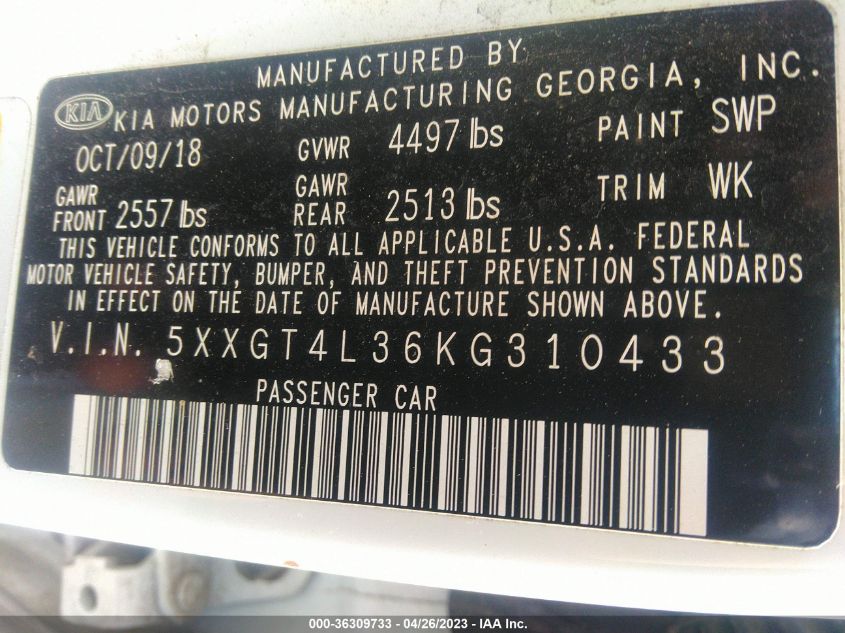 MANUFACTURED BY
KIA KIA MOTORS MANUFACTURING GEORGIA, INC.
OCT/09/18 GVWR 4497 lbs PAINT SWP
GAWR FRONT 2557 lbs GAWR REAR 2513 lbs TRIM WK
THIS VEHICLE CONFORMS TO ALL APPLICABLE U.S.A. FEDERAL
MOTOR VEHICLE SAFETY, BUMPER, AND THEFT PREVENTION STANDARDS
IN EFFECT ON THE DATE OF MANUFACTURE SHOWN ABOVE.
V.I.N. 5XXGT4L36KG310433
PASSENGER CAR
000-36309733 - 04/26/2023 - IAA Inc.